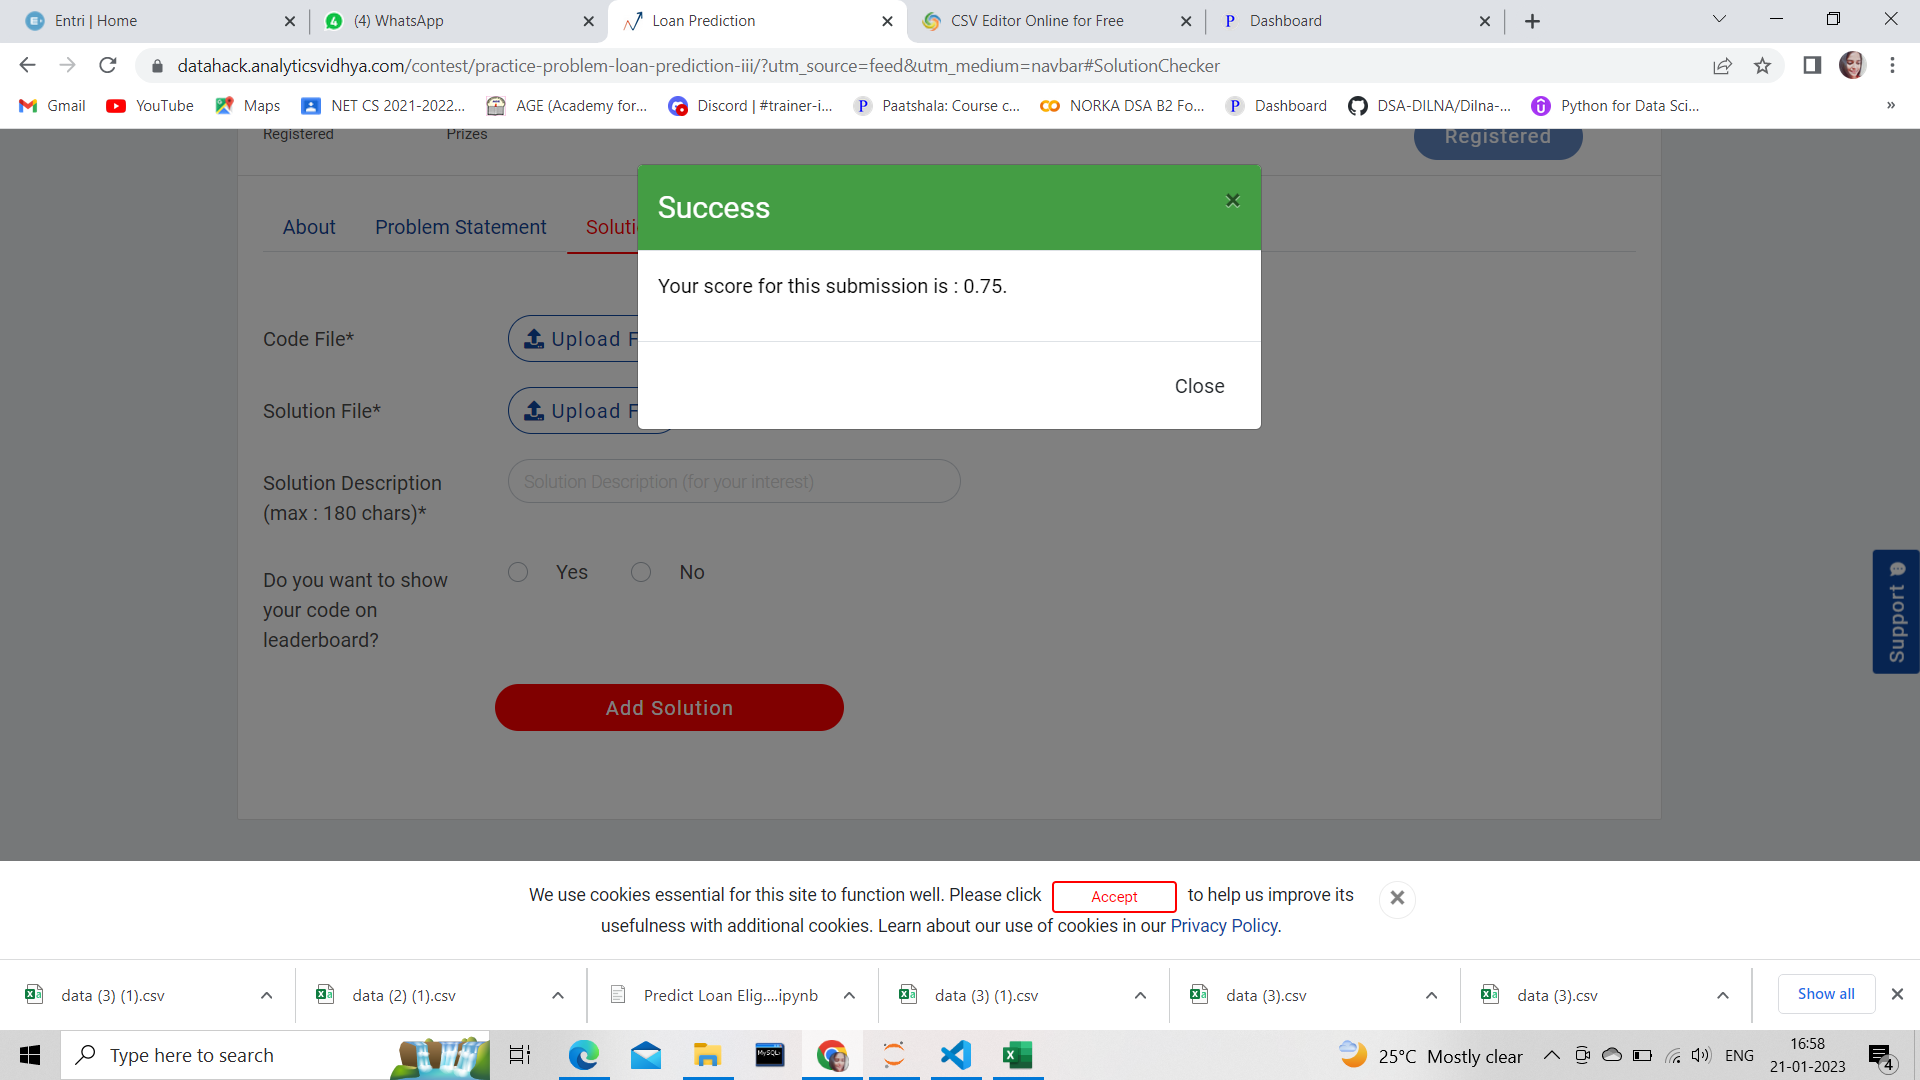 Entri | Home
(4) WhatsApp
Loan Prediction
CSV Editor Online for Free
P Dashboard
datahack.analyticsvidhya.com/contest/practice-problem-loan-prediction-iii/?utm_source=feed&utm_medium=navbar#SolutionChecker
Gmail
YouTube
Maps
NET CS 2021-2022...
AGE (Academy for...
Discord | #trainer-i...
P Paatshala: Course c...
NORKA DSA B2 Fo...
P Dashboard
DSA-DILNA/Dilna-...
Python for Data Sci...
»
Registered
Prizes
Registered
Success
×
About
Problem Statement
Soluti
Your score for this submission is : 0.75.
Code File*
Upload F
Close
Solution File*
Upload F
Solution Description
(max : 180 chars)*
Solution Description (for your interest)
Do you want to show
your code on
leaderboard?
Yes
No
Support
Add Solution
We use cookies essential for this site to function well. Please click Accept to help us improve its
usefulness with additional cookies. Learn about our use of cookies in our Privacy Policy.
data (3) (1).csv
data (2) (1).csv
Predict Loan Elig....ipynb
data (3) (1).csv
data (3).csv
data (3).csv
Show all
Type here to search
MySQL
25°C Mostly clear
ENG
16:58
21-01-2023
4